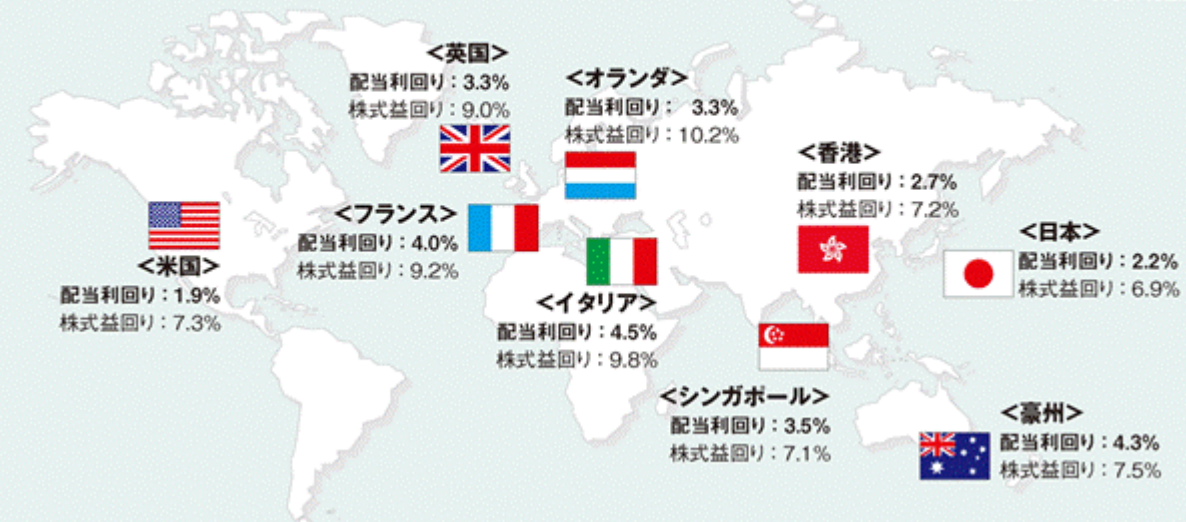 <英国>
配当利回り：3.3%
株式益回り：9.0%
<オランダ>
配当利回り： 3.3%
株式益回り：10.2%
<香港>
配当利回り：2.7%
株式益回り：7.2%
<フランス>
配当利回り：4.0%
株式益回り：9.2%
<日本>
配当利回り：2.2%
株式益回り：6.9%
<米国>
配当利回り：1.9%
株式益回り：7.3%
<イタリア>
配当利回り：4.5%
株式益回り：9.8%
<シンガポール>
配当利回り：3.5%
株式益回り：7.1%
<豪州>
配当利回り：4.3%
株式益回り：7.5%